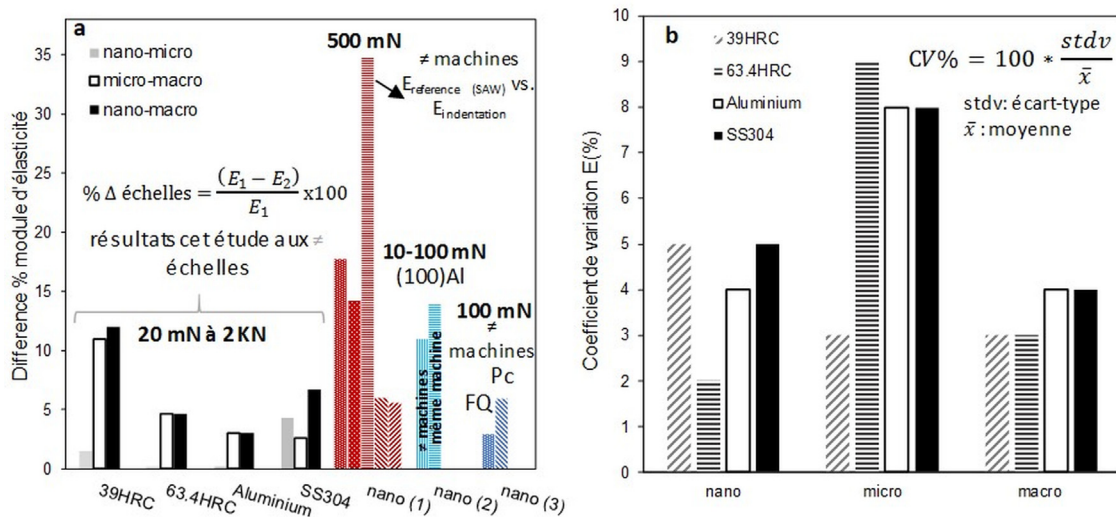 a
Difference % module d'élasticité
35
30
25
20
15
10
5
0
nano-micro
micro-macro
nano-macro
% Δ échelles = (E₁ − E₂) / E₁ x100
résultats cet étude aux ≠
échelles
20 mN à 2KN
500 mN
≠ machines
Ereference (SAW) vs.
Eindentation
10-100 mN
(100)Al
≠ machines
même machine
100 mN
≠
machines
Pc
FQ
39HRC
63.4HRC
Aluminium
SS304
nano (1)
nano (2)
nano (3)
b
Coefficient de variation E(%)
10
9
8
7
6
5
4
3
2
1
0
39HRC
63.4HRC
Aluminium
SS304
CV% = 100 * stdv / x̄
stdv: écart-type
x̄ : moyenne
nano
micro
macro